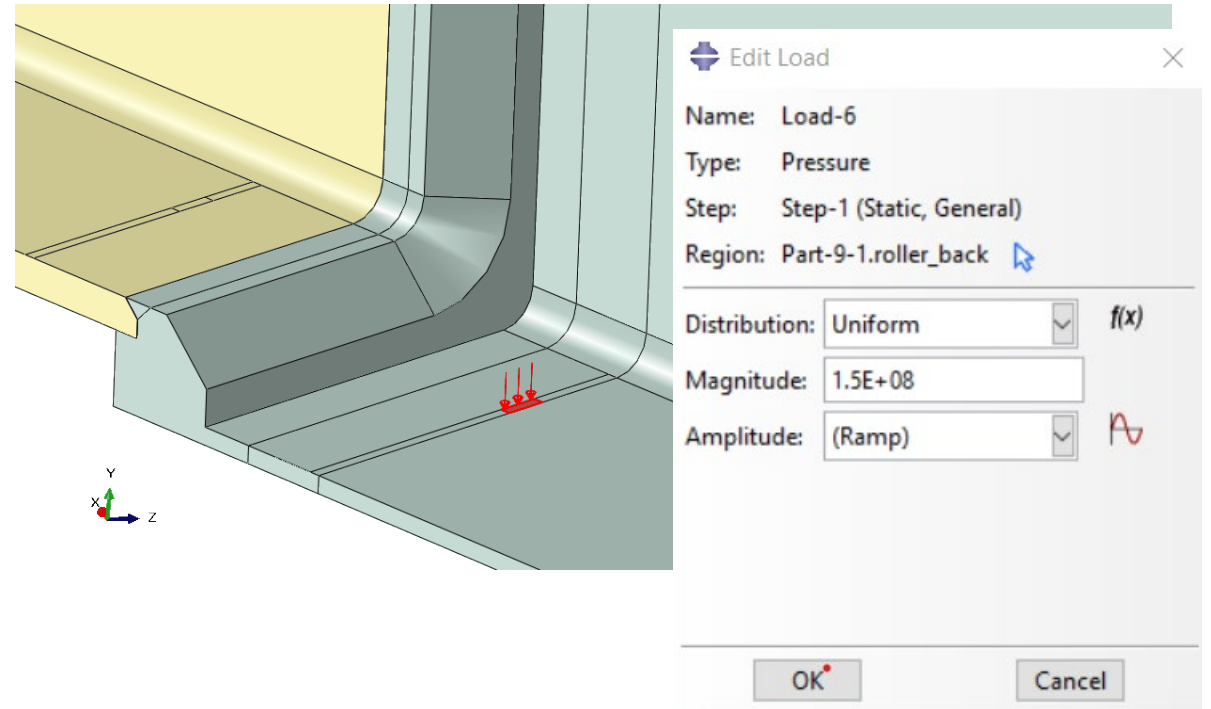 Edit Load
Name: Load-6
Type: Pressure
Step: Step-1 (Static, General)
Region: Part-9-1.roller_back
Distribution: Uniform f(x)
Magnitude: 1.5E+08
Amplitude: (Ramp)
Y
X
Z
OK Cancel